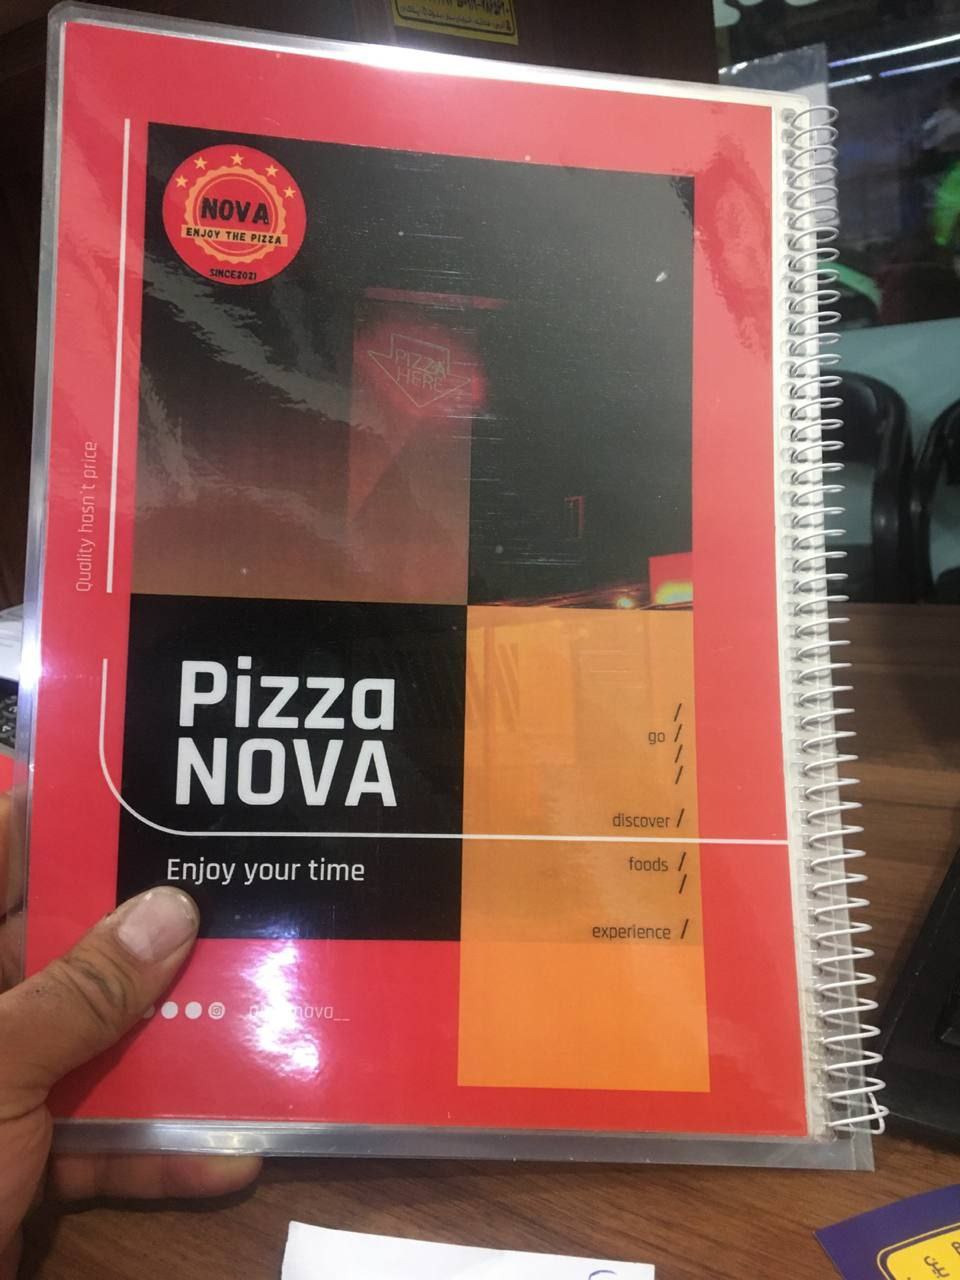 NOVA
ENJOY THE PIZZA
SINCE2021
PIZZA
HERE
Quality hasn't price
Pizza
NOVA
Enjoy your time
go
discover
foods
experience